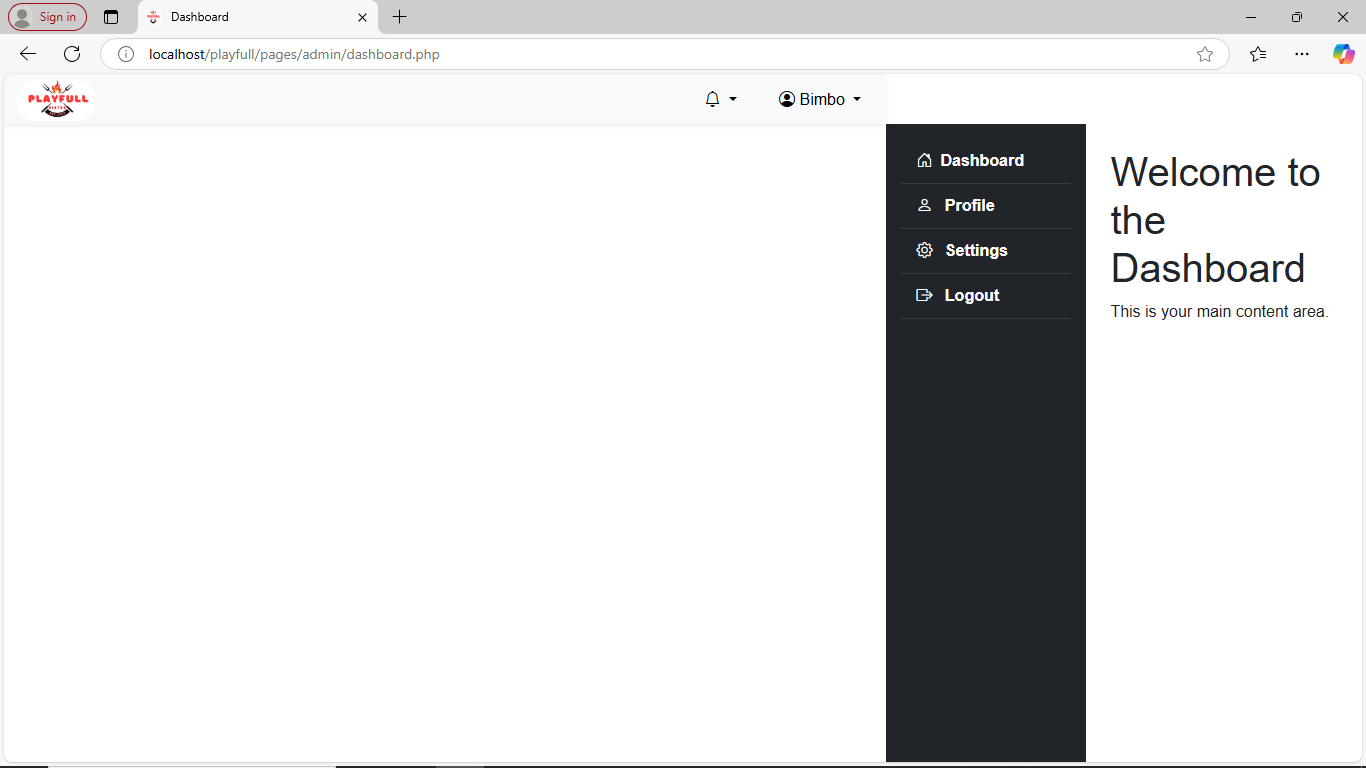 Sign in
Dashboard
localhost/playfull/pages/admin/dashboard.php
PLAYFULL
Bimbo
Dashboard
Profile
Settings
Logout
Welcome to
the
Dashboard
This is your main content area.